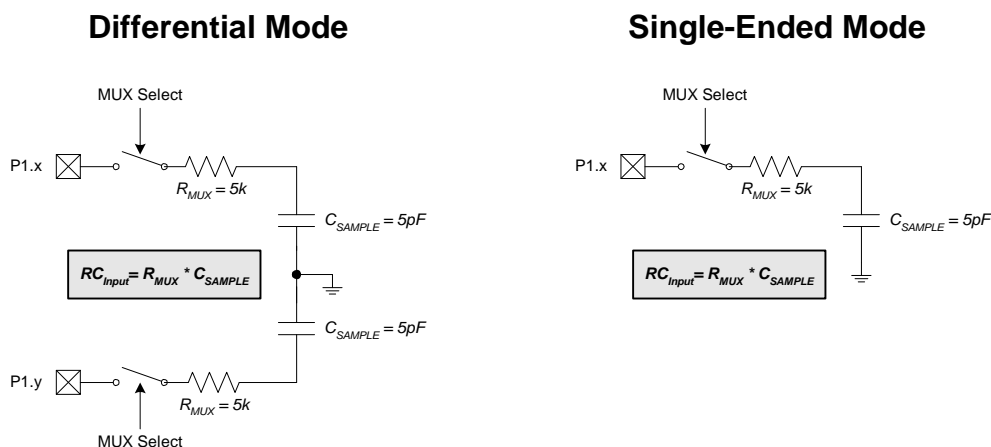 Differential Mode
MUX Select
P1.x
R_MUX = 5k
C_SAMPLE = 5pF
RC_Input= R_MUX * C_SAMPLE
C_SAMPLE = 5pF
P1.y
R_MUX = 5k
MUX Select
Single-Ended Mode
MUX Select
P1.x
R_MUX = 5k
C_SAMPLE = 5pF
RC_Input= R_MUX * C_SAMPLE